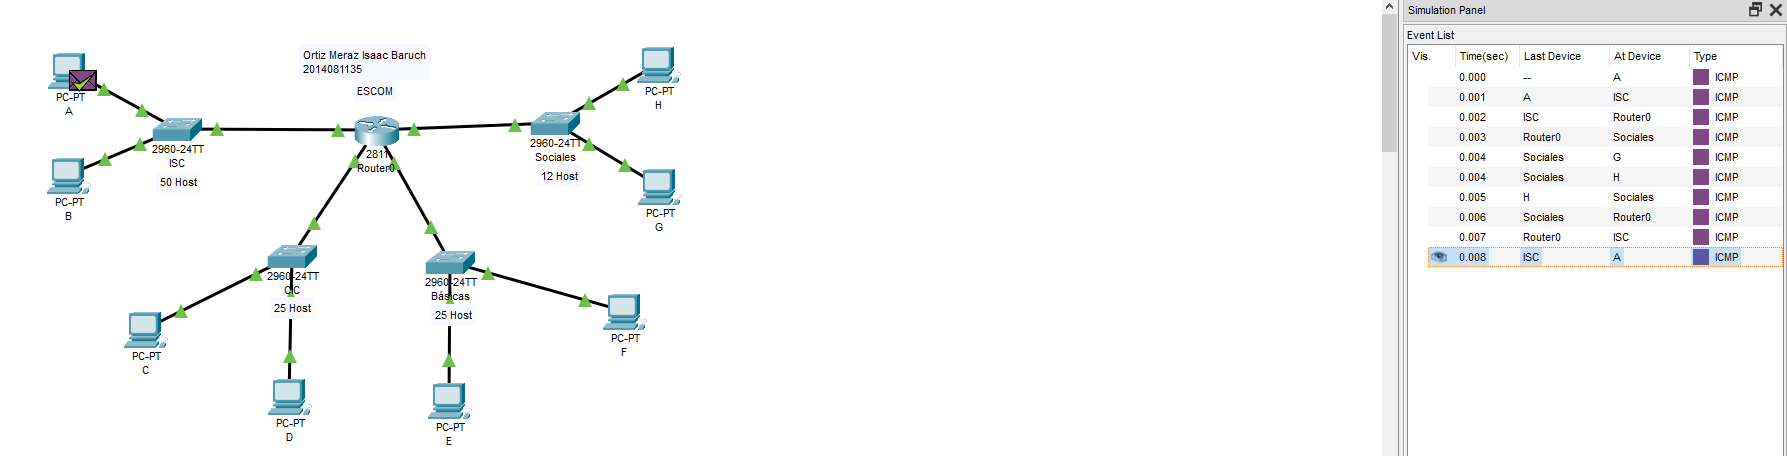 Ortiz Meraz Isaac Baruch
2014081135
ESCOM
PC-PT
A
PC-PT
H
2960-24TT
ISC
50 Host
2811
Router0
2960-24TT
Sociales
12 Host
PC-PT
B
PC-PT
G
2960-24TT
CIC
25 Host
2960-24TT
Básicas
25 Host
PC-PT
C
PC-PT
F
PC-PT
D
PC-PT
E
Simulation Panel
Event List
Vis. Time(sec) Last Device At Device Type
0.000 -- A ICMP
0.001 A ISC ICMP
0.002 ISC Router0 ICMP
0.003 Router0 Sociales ICMP
0.004 Sociales G ICMP
0.004 Sociales H ICMP
0.005 H Sociales ICMP
0.006 Sociales Router0 ICMP
0.007 Router0 ISC ICMP
0.008 ISC A ICMP